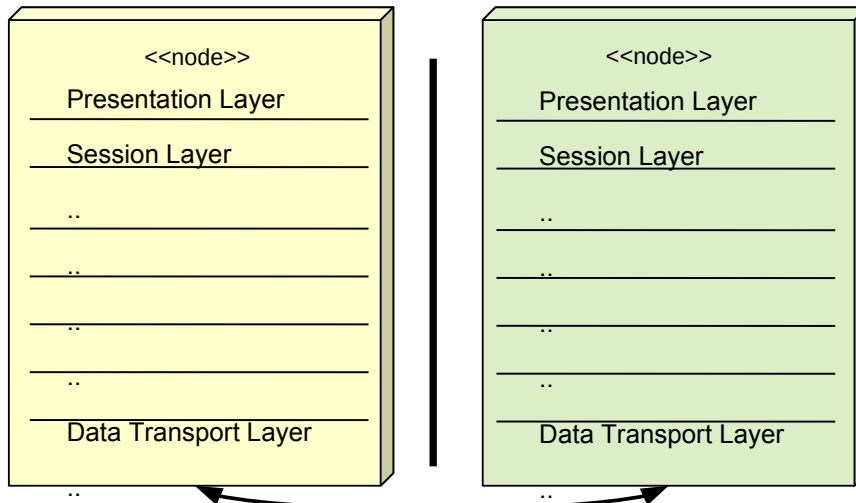 <<node>>
Presentation Layer
Session Layer
..
..
..
..
Data Transport Layer
..
<<node>>
Presentation Layer
Session Layer
..
..
..
..
Data Transport Layer
..